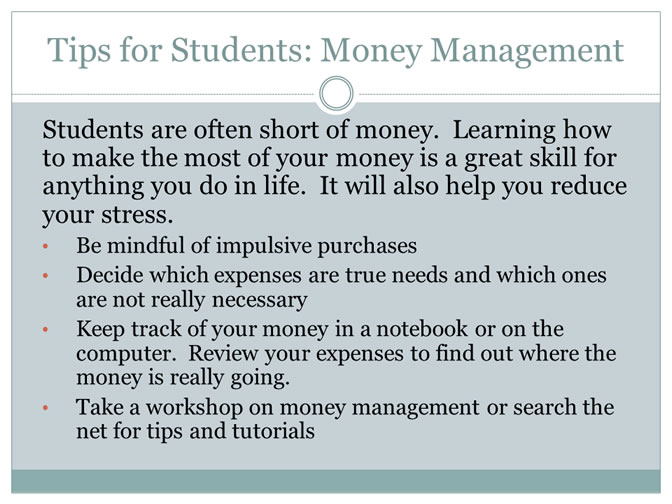 Tips for Students: Money Management
Students are often short of money.  Learning how
to make the most of your money is a great skill for
anything you do in life.  It will also help you reduce
your stress.
• Be mindful of impulsive purchases
• Decide which expenses are true needs and which ones
are not really necessary
• Keep track of your money in a notebook or on the
computer.  Review your expenses to find out where the
money is really going.
• Take a workshop on money management or search the
net for tips and tutorials